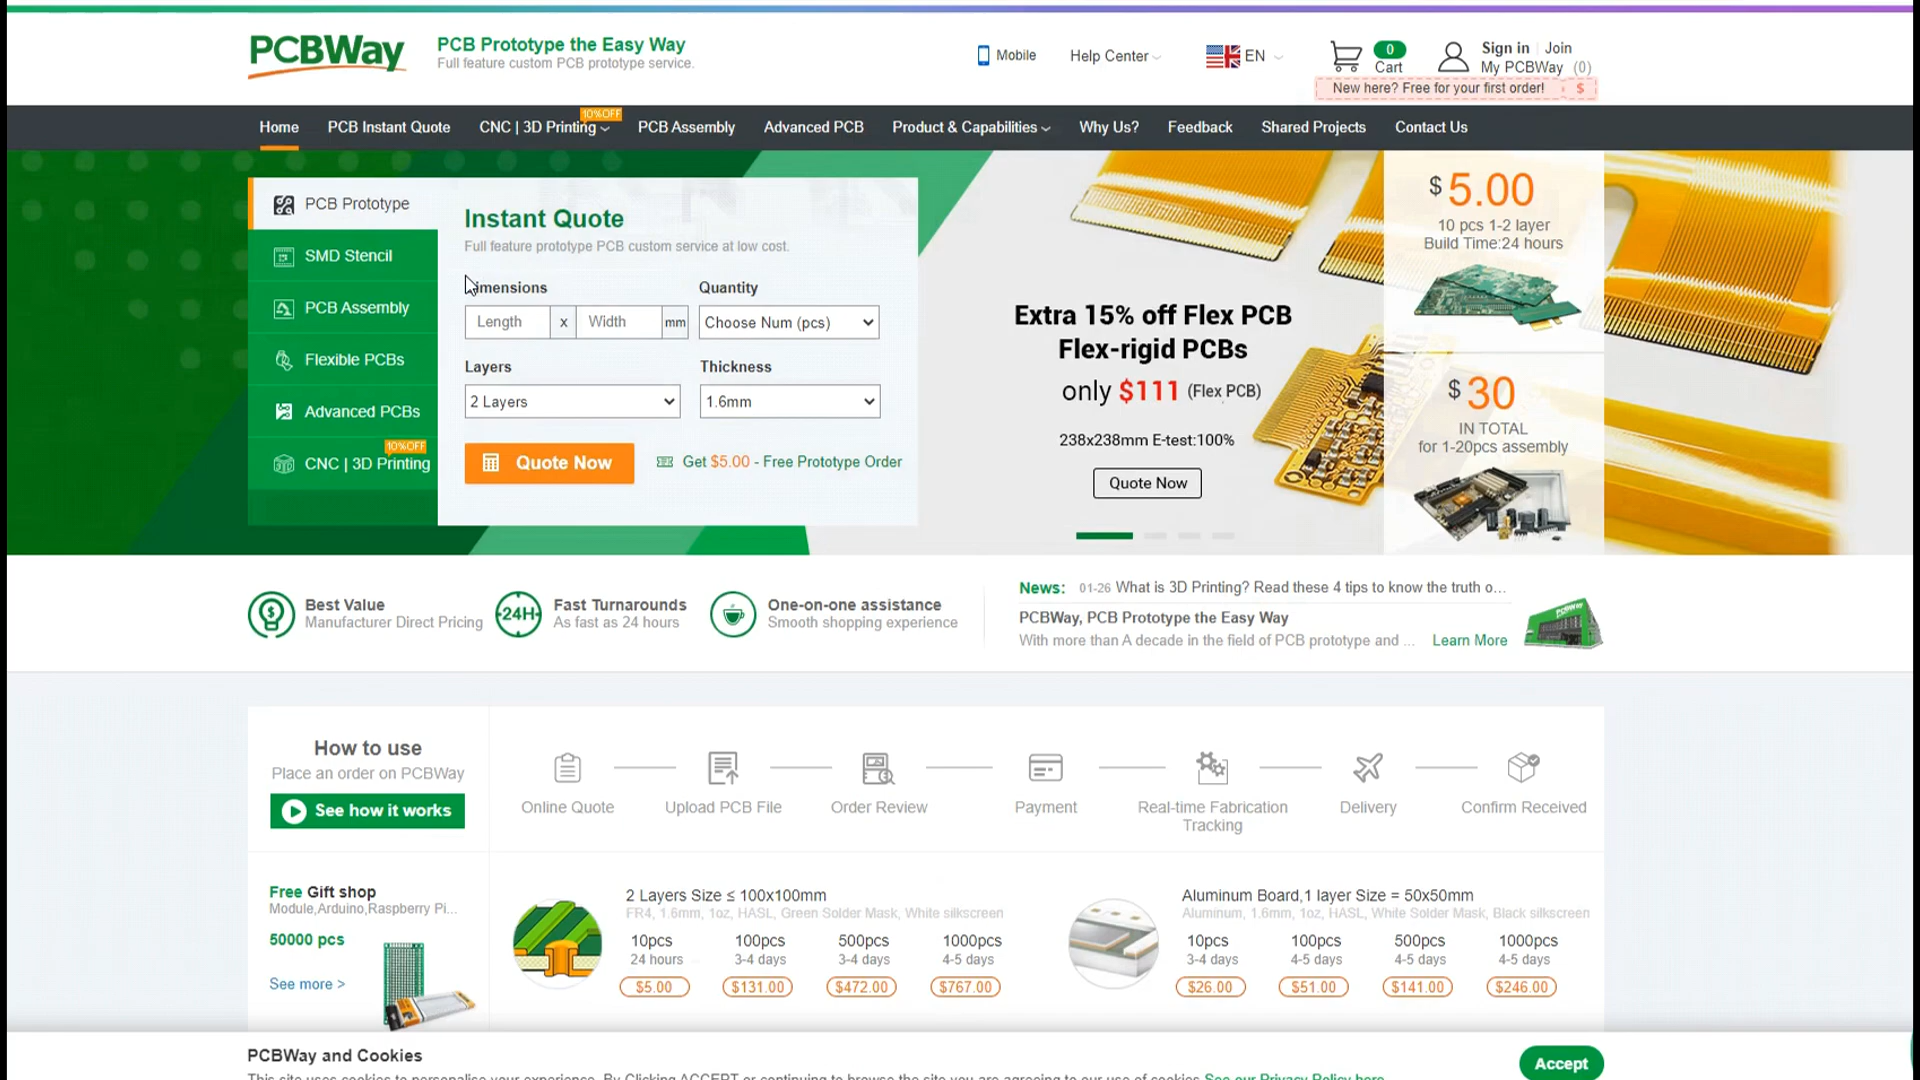 PCBWay
PCB Prototype the Easy Way
Full feature custom PCB prototype service.
Mobile
Help Center
EN
0
Cart
Sign in
Join
My PCBWay (0)
New here? Free for your first order!
$
10%OFF
Home
PCB Instant Quote
CNC | 3D Printing
PCB Assembly
Advanced PCB
Product & Capabilities
Why Us?
Feedback
Shared Projects
Contact Us
PCB Prototype
SMD Stencil
PCB Assembly
Flexible PCBs
Advanced PCBs
10%OFF
CNC | 3D Printing
Instant Quote
Full feature prototype PCB custom service at low cost.
imensions
Quantity
Length
x
Width
mm
Choose Num (pcs)
Layers
Thickness
2 Layers
1.6mm
Quote Now
Get $5.00 - Free Prototype Order
Extra 15% off Flex PCB
Flex-rigid PCBs
only $111 (Flex PCB)
238x238mm E-test:100%
Quote Now
$ 5.00
10 pcs 1-2 layer
Build Time:24 hours
$ 30
IN TOTAL
for 1-20pcs assembly
Best Value
Manufacturer Direct Pricing
24H
Fast Turnarounds
As fast as 24 hours
One-on-one assistance
Smooth shopping experience
News:
01-26 What is 3D Printing? Read these 4 tips to know the truth o...
PCBWay, PCB Prototype the Easy Way
With more than A decade in the field of PCB prototype and ...
Learn More
PCBWay
How to use
Place an order on PCBWay
See how it works
Online Quote
Upload PCB File
Order Review
Payment
Real-time Fabrication
Tracking
Delivery
Confirm Received
Free Gift shop
Module,Arduino,Raspberry Pi...
50000 pcs
See more >
2 Layers Size ≤ 100x100mm
FR4, 1.6mm, 1oz, HASL, Green Solder Mask, White silkscreen
10pcs
100pcs
500pcs
1000pcs
24 hours
3-4 days
3-4 days
4-5 days
$5.00
$131.00
$472.00
$767.00
Aluminum Board,1 layer Size = 50x50mm
Aluminum, 1.6mm, 1oz, HASL, White Solder Mask, Black silkscreen
10pcs
100pcs
500pcs
1000pcs
3-4 days
4-5 days
4-5 days
4-5 days
$26.00
$51.00
$141.00
$246.00
PCBWay and Cookies
This site uses cookies to personalise your experience. By Clicking ACCEPT or continuing to browse the site you are agreeing to our use of cookies See our Privacy Policy here
Accept